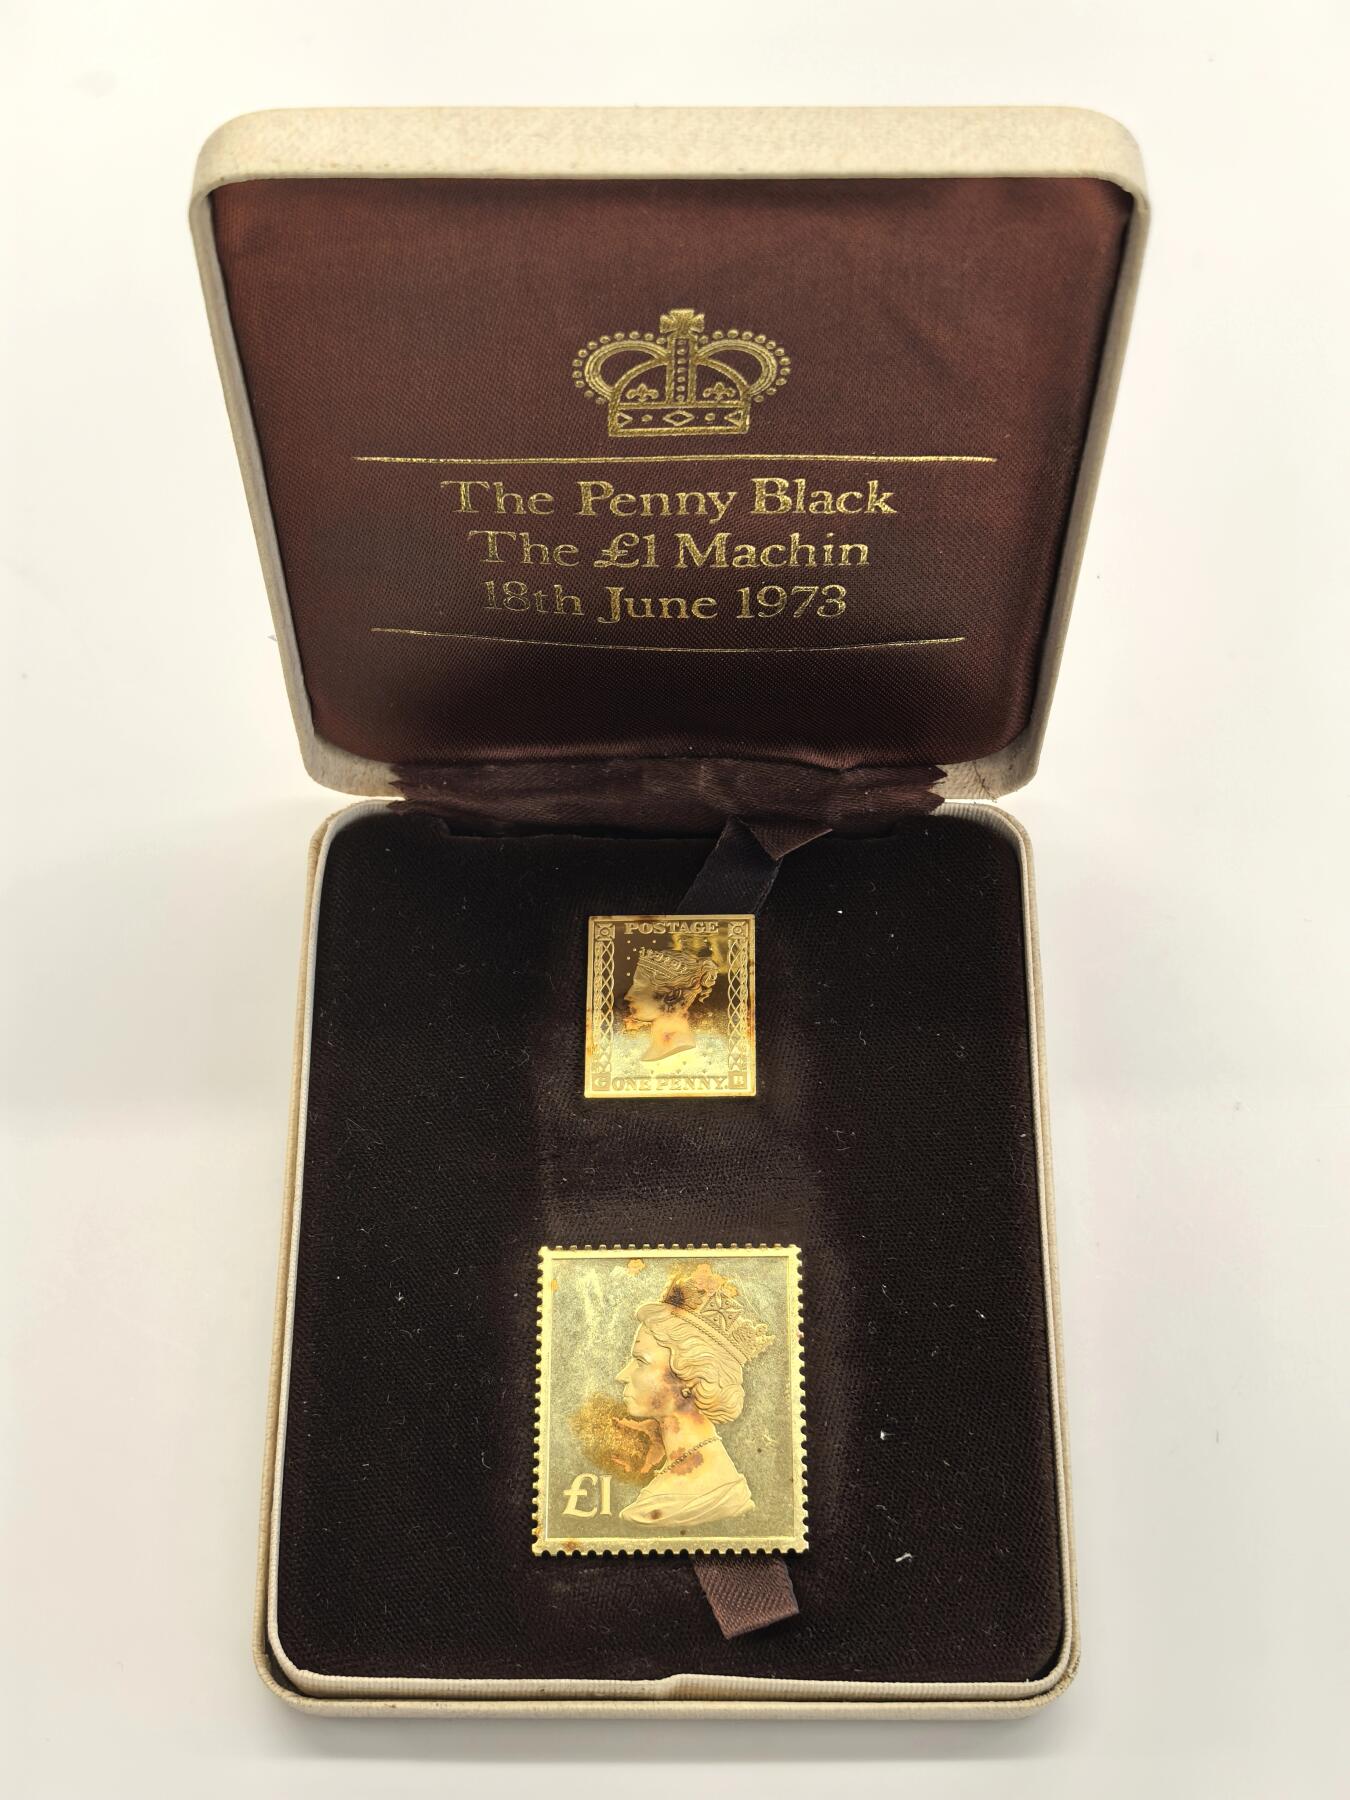 The Penny Black
The £1 Machin
18th June 1973
POSTAGE
ONE PENNY.
£1